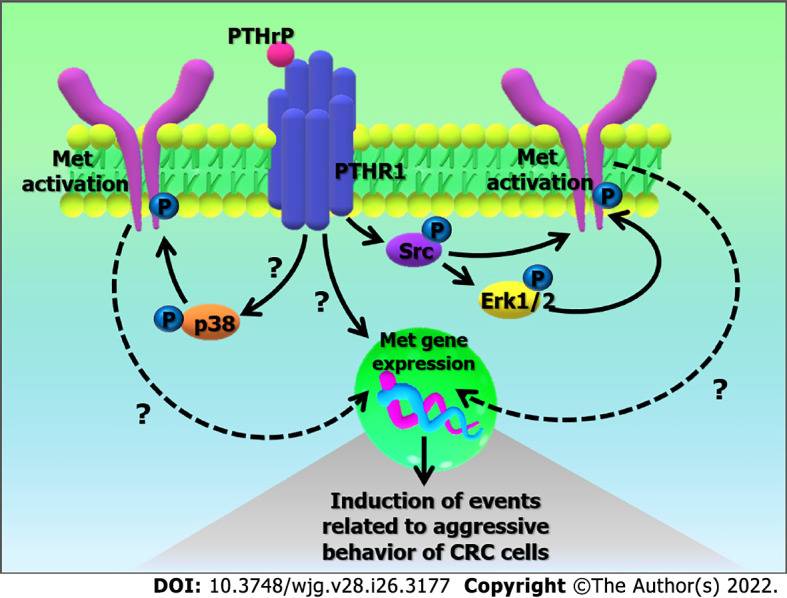 PTHrP
Met
activation
P
PTHR1
Met
activation
P
Src
P
Erk1/2
P
?
?
P
p38
Met gene
expression
?
?
Induction of events
related to aggressive
behavior of CRC cells
DOI: 10.3748/wjg.v28.i26.3177 Copyright ©The Author(s) 2022.